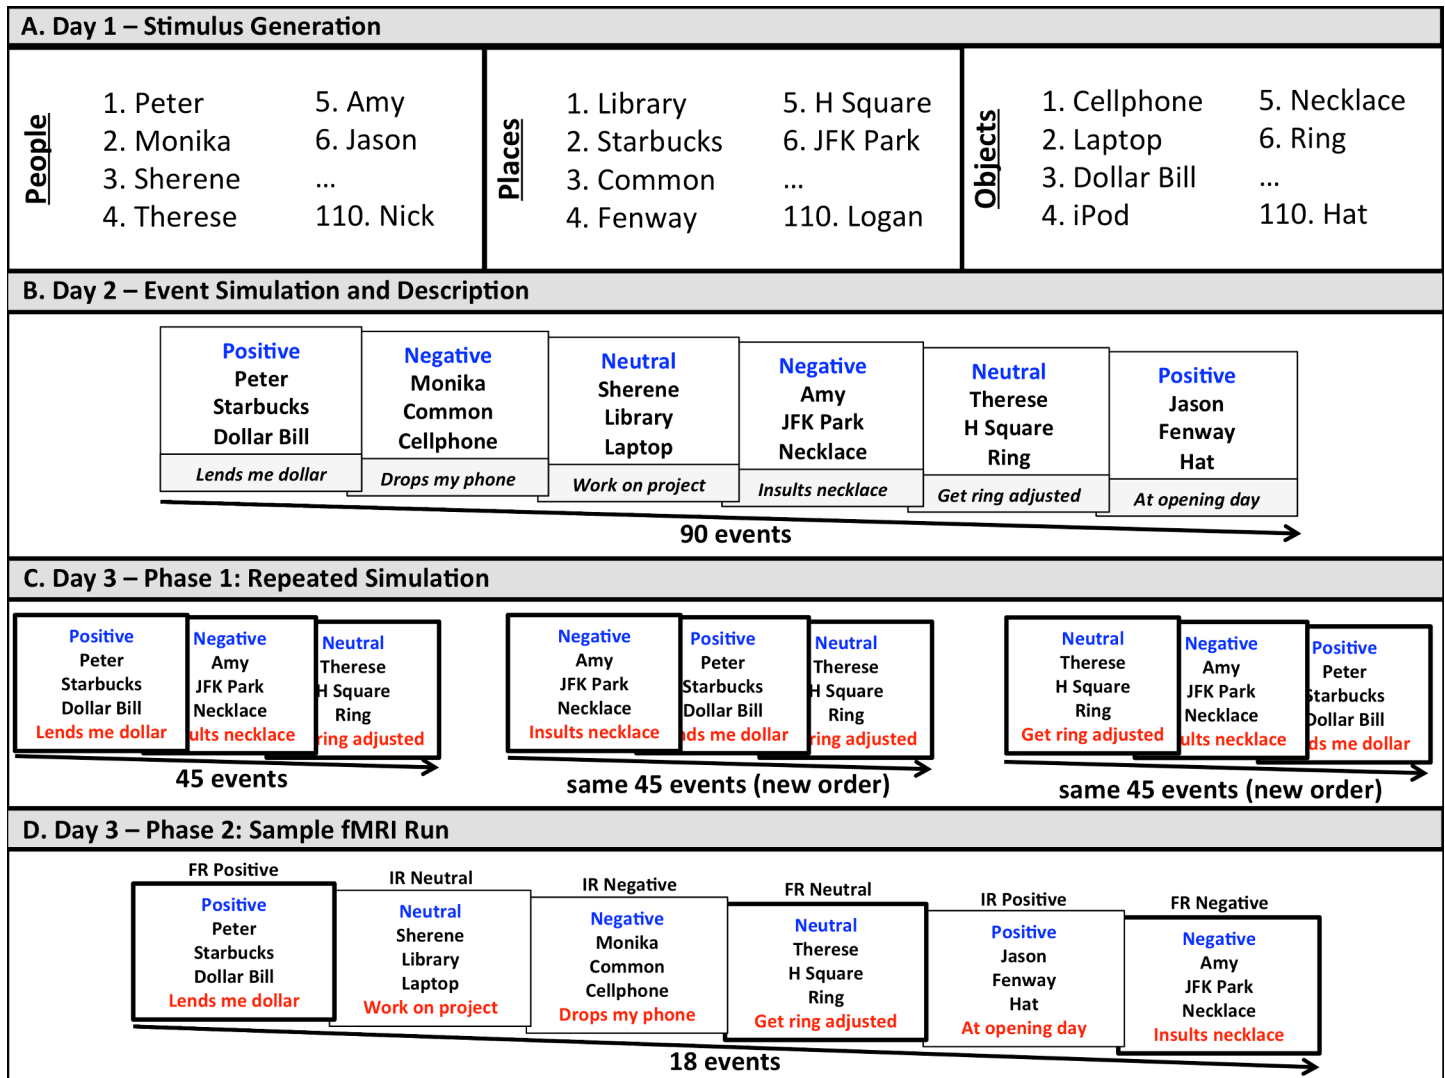 A. Day 1 – Stimulus Generation
People
1. Peter
2. Monika
3. Sherene
4. Therese
5. Amy
6. Jason
...
110. Nick
Places
1. Library
2. Starbucks
3. Common
4. Fenway
5. H Square
6. JFK Park
...
110. Logan
Objects
1. Cellphone
2. Laptop
3. Dollar Bill
4. iPod
5. Necklace
6. Ring
...
110. Hat
B. Day 2 – Event Simulation and Description
Positive
Peter
Starbucks
Dollar Bill
Lends me dollar
Negative
Monika
Common
Cellphone
Drops my phone
Neutral
Sherene
Library
Laptop
Work on project
Negative
Amy
JFK Park
Necklace
Insults necklace
Neutral
Therese
H Square
Ring
Get ring adjusted
Positive
Jason
Fenway
Hat
At opening day
90 events
C. Day 3 – Phase 1: Repeated Simulation
Positive
Peter
Starbucks
Dollar Bill
Lends me dollar
Negative
Amy
JFK Park
Necklace
ults necklace
Neutral
Therese
H Square
Ring
ring adjusted
45 events
Negative
Amy
JFK Park
Necklace
Insults necklace
Positive
Peter
Starbucks
Dollar Bill
ds me dollar
Neutral
Therese
H Square
Ring
ring adjusted
same 45 events (new order)
Neutral
Therese
H Square
Ring
Get ring adjusted
Negative
Amy
JFK Park
Necklace
ults necklace
Positive
Peter
Starbucks
Dollar Bill
ds me dollar
same 45 events (new order)
D. Day 3 – Phase 2: Sample fMRI Run
FR Positive
Positive
Peter
Starbucks
Dollar Bill
Lends me dollar
IR Neutral
Neutral
Sherene
Library
Laptop
Work on project
IR Negative
Negative
Monika
Common
Cellphone
Drops my phone
FR Neutral
Neutral
Therese
H Square
Ring
Get ring adjusted
IR Positive
Positive
Jason
Fenway
Hat
At opening day
FR Negative
Negative
Amy
JFK Park
Necklace
Insults necklace
18 events